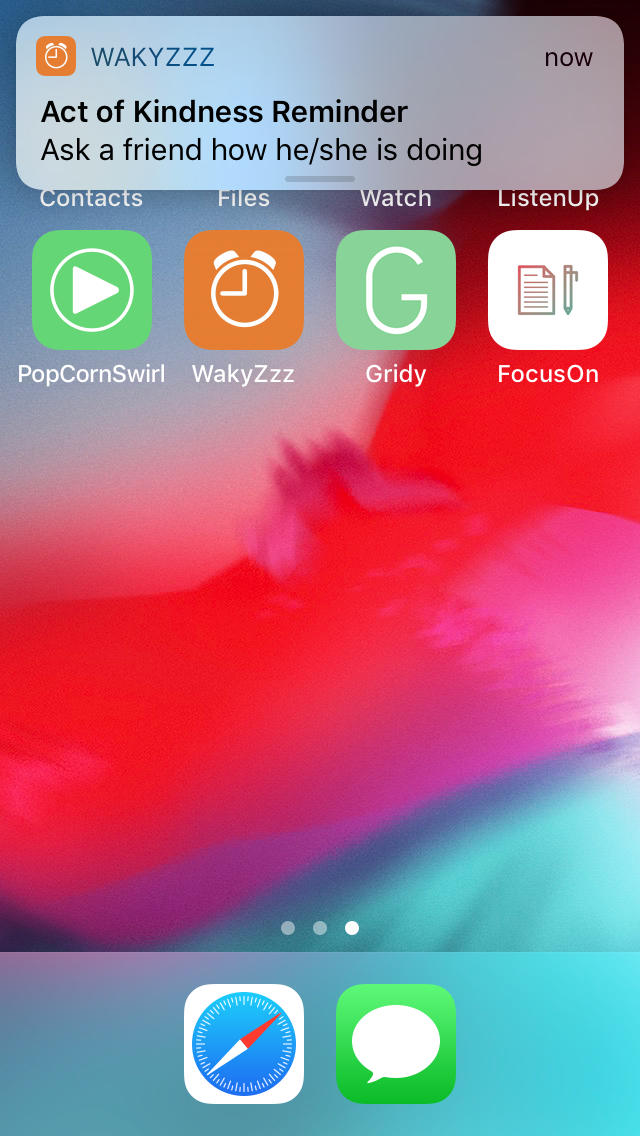 WAKYZZZ now
Act of Kindness Reminder
Ask a friend how he/she is doing
Contacts Files Watch ListenUp
G
PopCornSwirl WakyZzz Gridy FocusOn